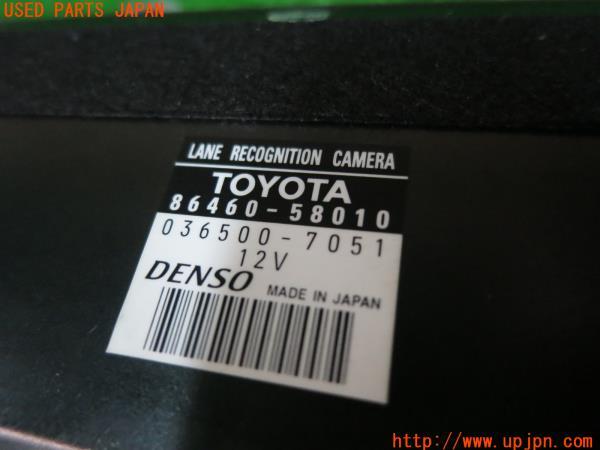 USED PARTS JAPAN
LANE RECOGNITION CAMERA
TOYOTA
86460-58010
036500-7051
12V
DENSO MADE IN JAPAN
http://www.upjpn.com/